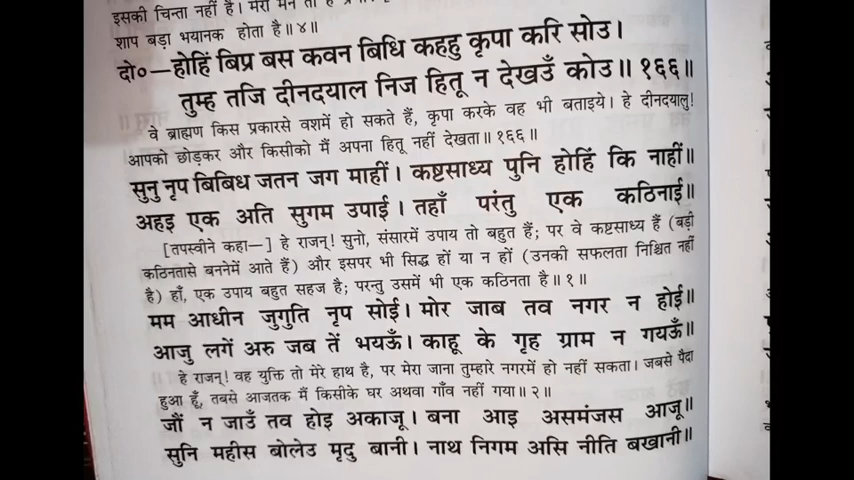 इसकी चिन्ता नहीं है। मेरा मन तो
शाप बड़ा भयानक होता है॥४॥
दो०—होहिं बिप्र बस कवन बिधि कहहु कृपा करि सोउ।
तुम्ह तजि दीनदयाल निज हितू न देखउँ कोउ॥१६६॥
वे ब्राह्मण किस प्रकारसे वशमें हो सकते हैं, कृपा करके वह भी बताइये। हे दीनदयालु!
आपको छोड़कर और किसीको मैं अपना हितू नहीं देखता॥१६६॥
सुनु नृप बिबिध जतन जग माहीं। कष्टसाध्य पुनि होहिं कि नाहीं॥
अहइ एक अति सुगम उपाई। तहाँ परंतु एक कठिनाई॥
[तपस्वीने कहा—] हे राजन्! सुनो, संसारमें उपाय तो बहुत हैं; पर वे कष्टसाध्य हैं (बड़ी
कठिनतासे बननेमें आते हैं) और इसपर भी सिद्ध हों या न हों (उनकी सफलता निश्चित नहीं
है) हाँ, एक उपाय बहुत सहज है; परन्तु उसमें भी एक कठिनता है॥१॥
मम आधीन जुगुति नृप सोई। मोर जाब तव नगर न होई॥
आजु लगें अरु जब तें भयऊँ। काहू के गृह ग्राम न गयऊँ॥
हे राजन्! वह युक्ति तो मेरे हाथ है, पर मेरा जाना तुम्हारे नगरमें हो नहीं सकता। जबसे पैदा
हुआ हूँ, तबसे आजतक मैं किसीके घर अथवा गाँव नहीं गया॥२॥
जौं न जाउँ तव होइ अकाजू। बना आइ असमंजस आजू॥
सुनि महीस बोलेउ मृदु बानी। नाथ निगम असि नीति बखानी॥